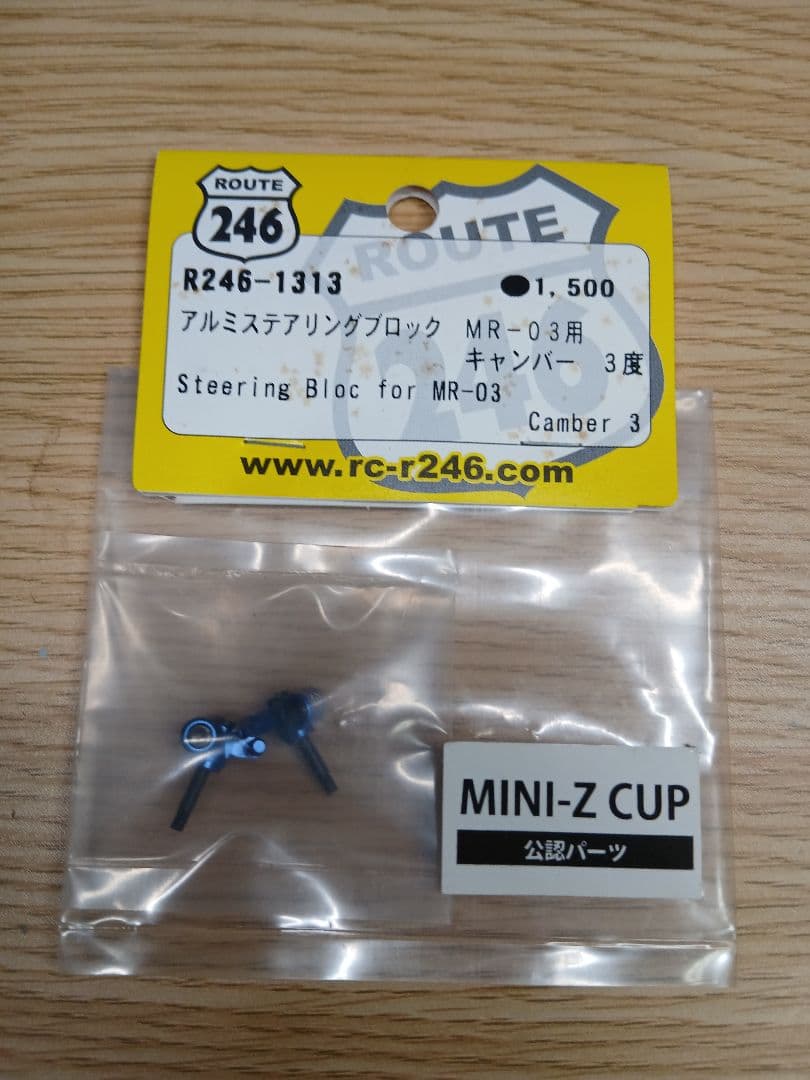 ROUTE
246
ROUTE
246
R246-1313 ●1,500
アルミステアリングブロック MR-03用
キャンバー 3度
Steering Bloc for MR-03
Camber 3
www.rc-r246.com
MINI-Z CUP
公認パーツ